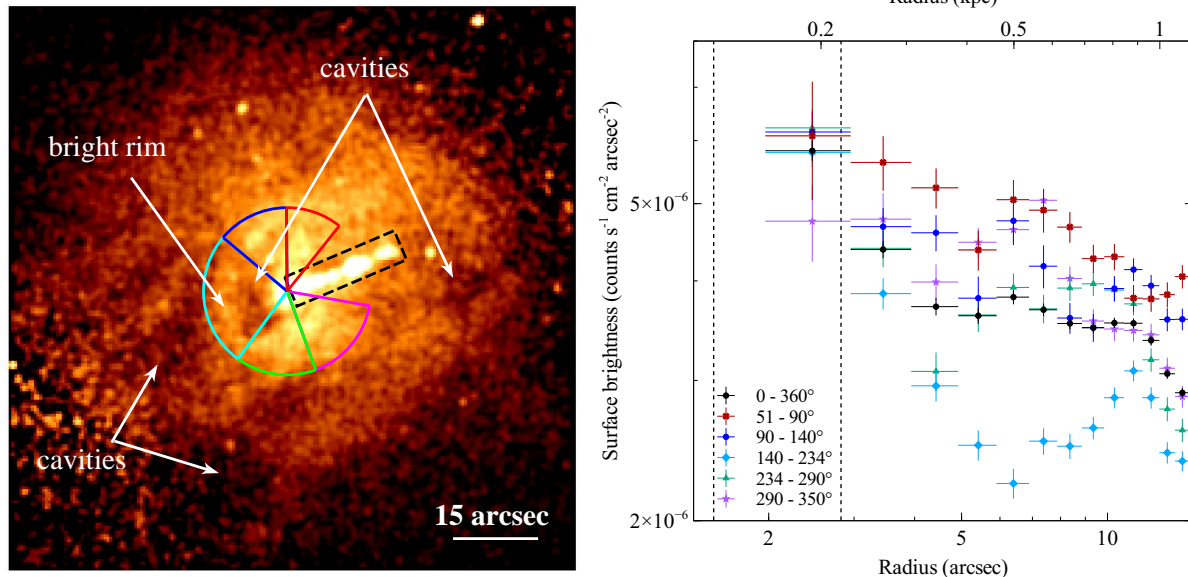 cavities
bright rim
cavities
15 arcsec
Radius (kpc)
0.2 0.5 1
Surface brightness (counts s⁻¹ cm⁻² arcsec⁻²)
5×10⁻⁶
2×10⁻⁶
0 - 360°
51 - 90°
90 - 140°
140 - 234°
234 - 290°
290 - 350°
2 5 10
Radius (arcsec)